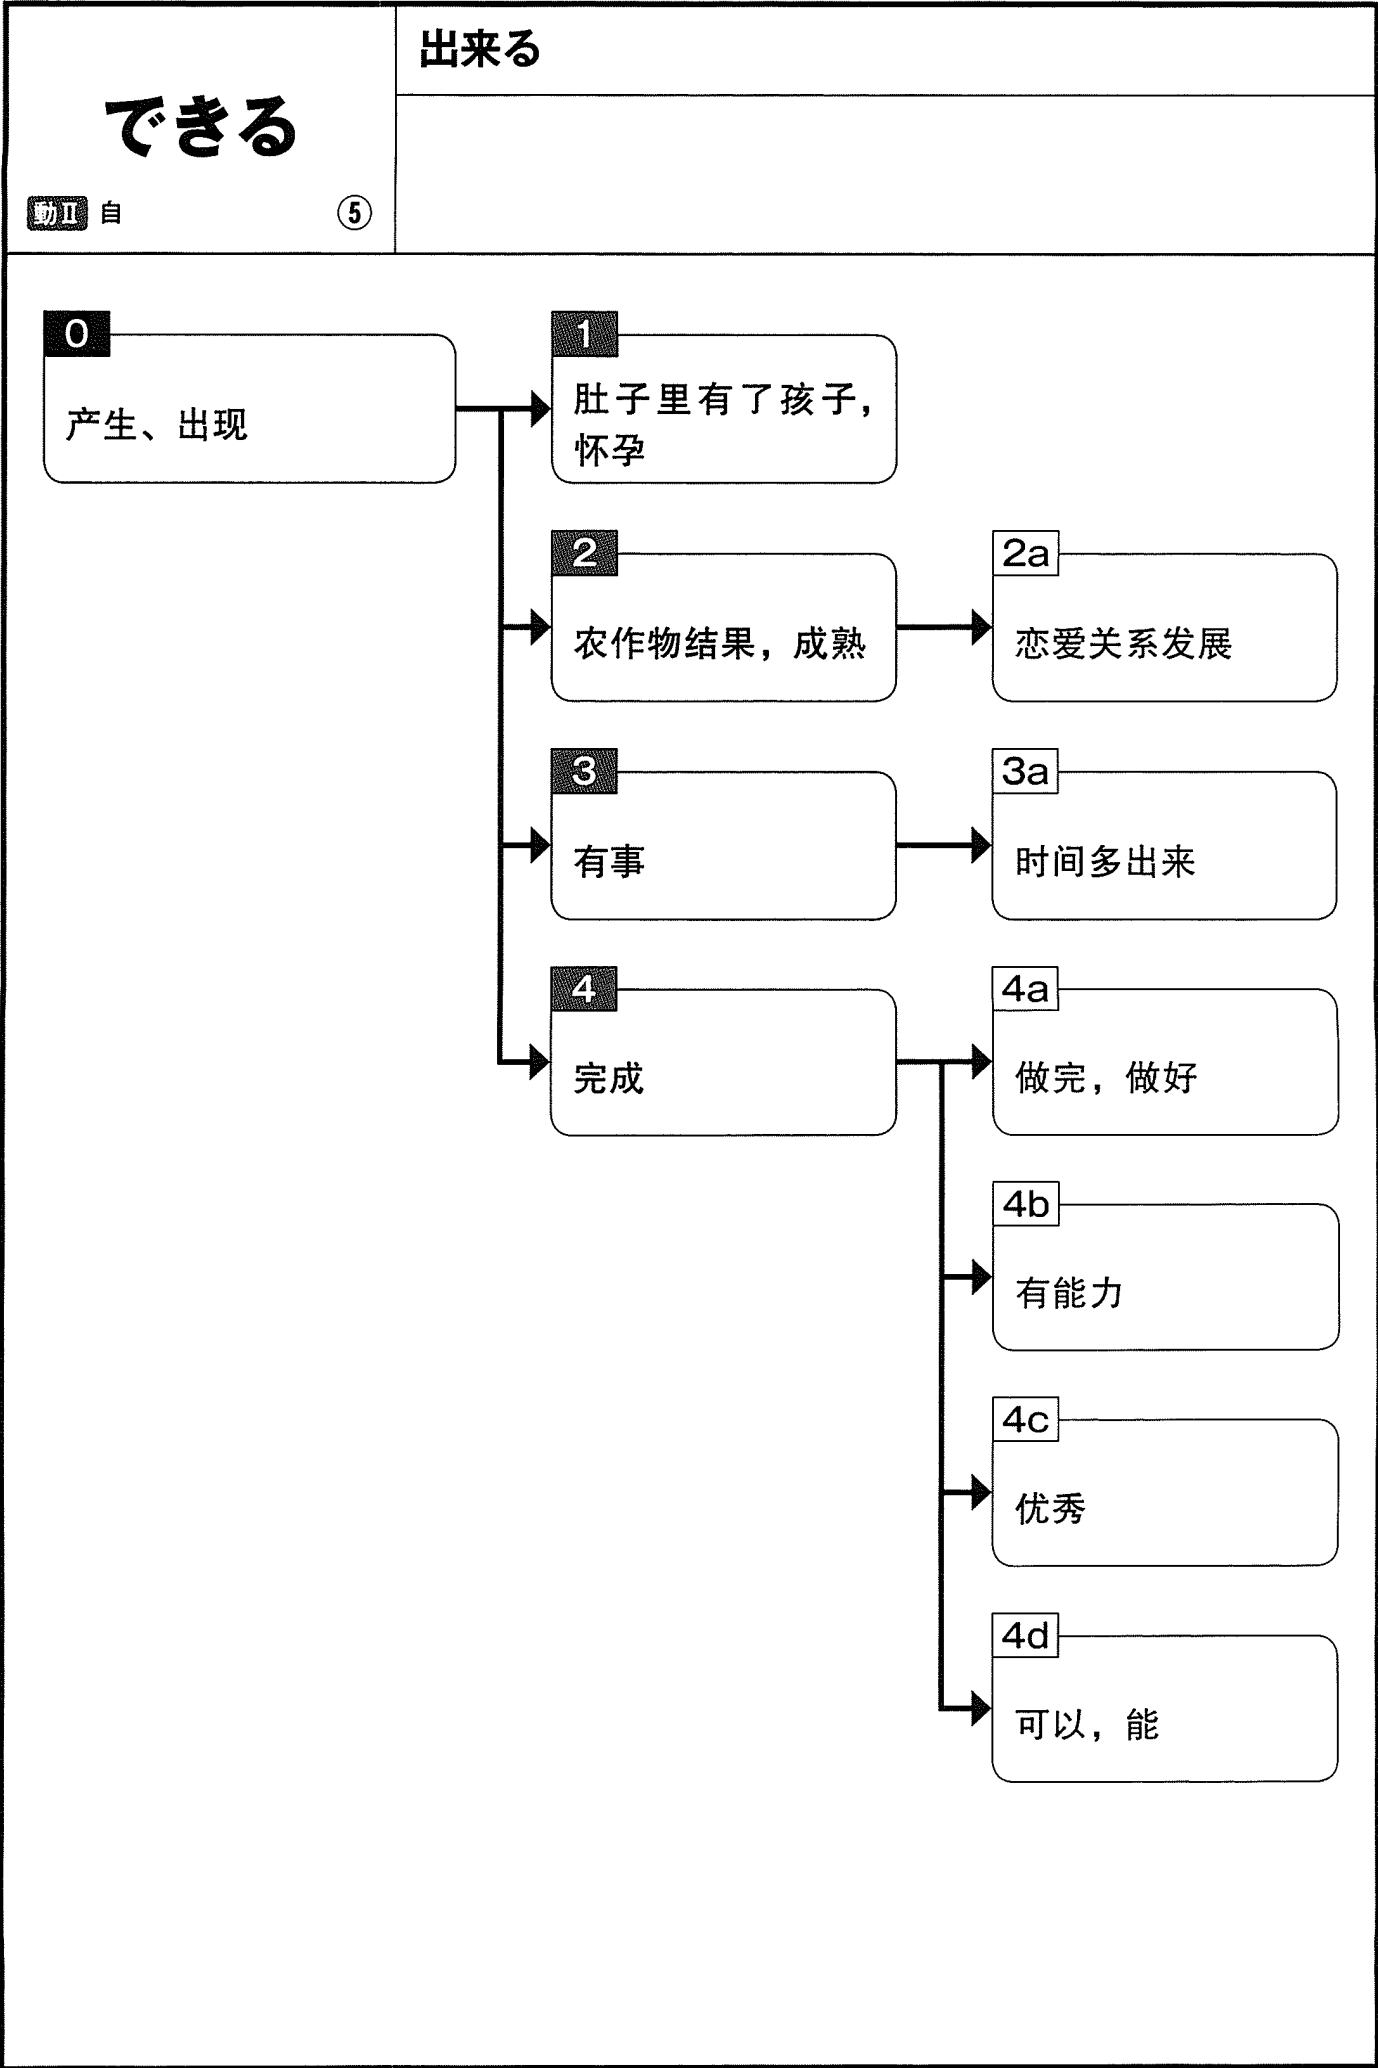 できる
動II 自 ⑤
出来る
0
产生、出现
1
肚子里有了孩子，
怀孕
2
农作物结果，成熟
2a
恋爱关系发展
3
有事
3a
时间多出来
4
完成
4a
做完，做好
4b
有能力
4c
优秀
4d
可以，能